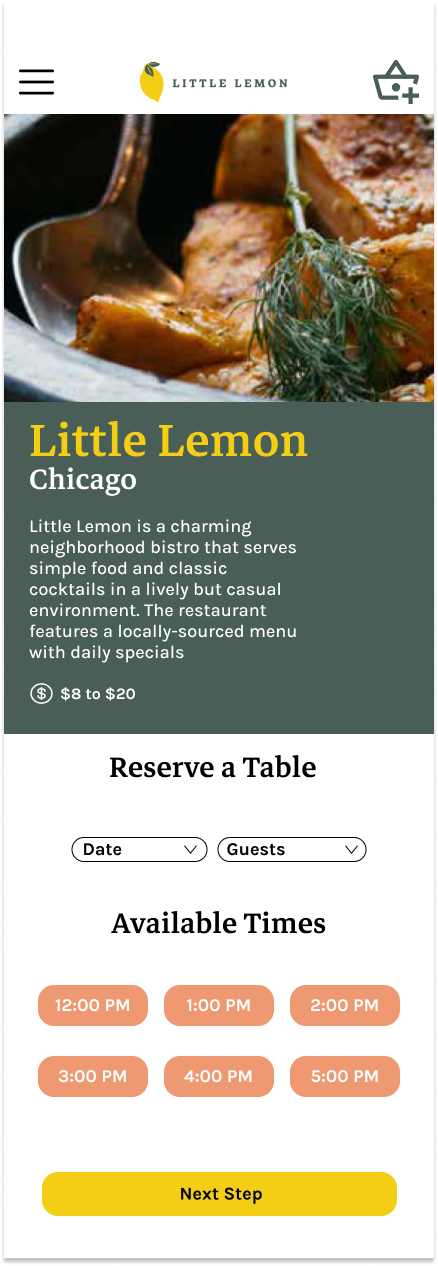 LITTLE LEMON
Little Lemon
Chicago
Little Lemon is a charming
neighborhood bistro that serves
simple food and classic
cocktails in a lively but casual
environment. The restaurant
features a locally-sourced menu
with daily specials
$ $8 to $20
Reserve a Table
Date Guests
Available Times
12:00 PM 1:00 PM 2:00 PM
3:00 PM 4:00 PM 5:00 PM
Next Step